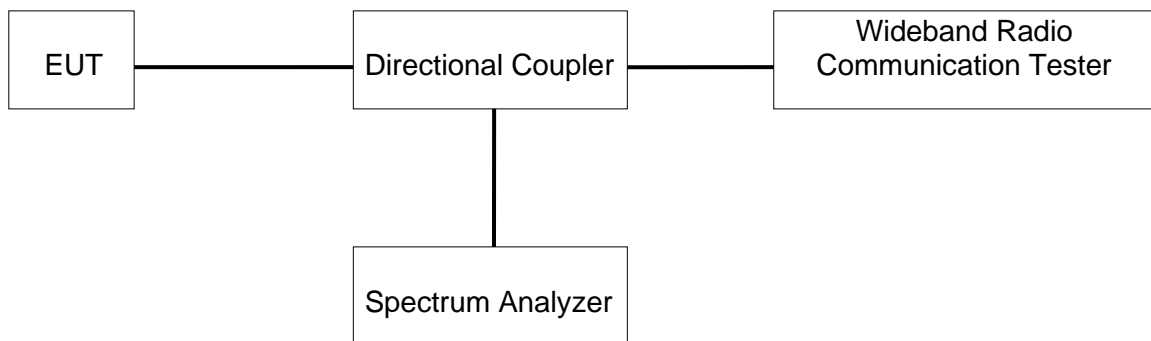 EUT
Directional Coupler
Wideband Radio
Communication Tester
Spectrum Analyzer